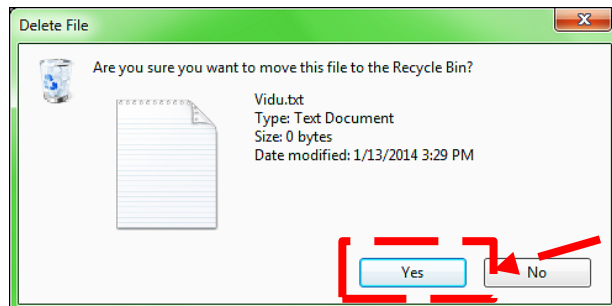 Delete File
Are you sure you want to move this file to the Recycle Bin?
Vidu.txt
Type: Text Document
Size: 0 bytes
Date modified: 1/13/2014 3:29 PM
Yes
No